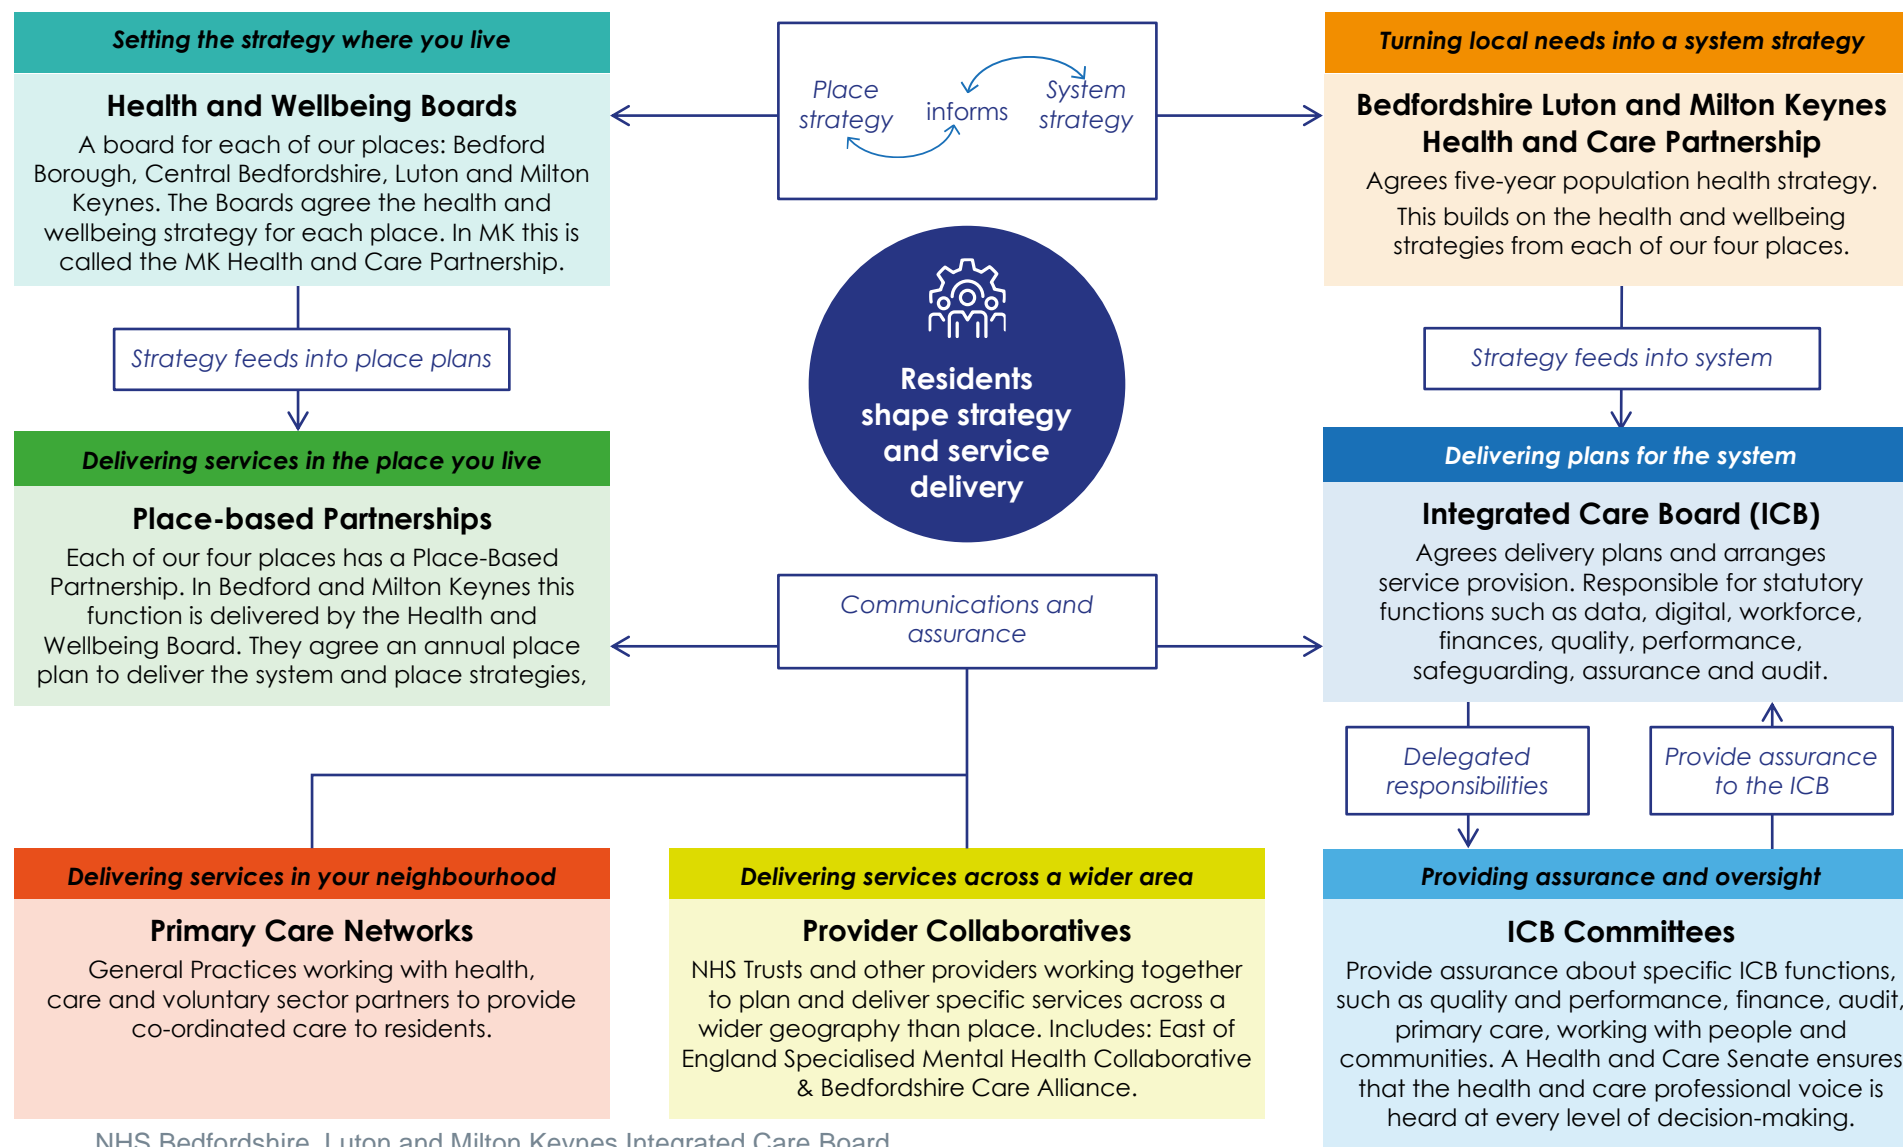 Setting the strategy where you live
Health and Wellbeing Boards
A board for each of our places: Bedford
Borough, Central Bedfordshire, Luton and Milton
Keynes. The Boards agree the health and
wellbeing strategy for each place. In MK this is
called the MK Health and Care Partnership.
Place
strategy
informs
System
strategy
Turning local needs into a system strategy
Bedfordshire Luton and Milton Keynes
Health and Care Partnership
Agrees five-year population health strategy.
This builds on the health and wellbeing
strategies from each of our four places.
Strategy feeds into place plans
Residents
shape strategy
and service
delivery
Strategy feeds into system
Delivering services in the place you live
Place-based Partnerships
Each of our four places has a Place-Based
Partnership. In Bedford and Milton Keynes this
function is delivered by the Health and
Wellbeing Board. They agree an annual place
plan to deliver the system and place strategies,
Communications and
assurance
Delivering plans for the system
Integrated Care Board (ICB)
Agrees delivery plans and arranges
service provision. Responsible for statutory
functions such as data, digital, workforce,
finances, quality, performance,
safeguarding, assurance and audit.
Delegated
responsibilities
Provide assurance
to the ICB
Delivering services in your neighbourhood
Primary Care Networks
General Practices working with health,
care and voluntary sector partners to provide
co-ordinated care to residents.
Delivering services across a wider area
Provider Collaboratives
NHS Trusts and other providers working together
to plan and deliver specific services across a
wider geography than place. Includes: East of
England Specialised Mental Health Collaborative
& Bedfordshire Care Alliance.
Providing assurance and oversight
ICB Committees
Provide assurance about specific ICB functions,
such as quality and performance, finance, audit,
primary care, working with people and
communities. A Health and Care Senate ensures
that the health and care professional voice is
heard at every level of decision-making.
NHS Bedfordshire, Luton and Milton Keynes Integrated Care Board